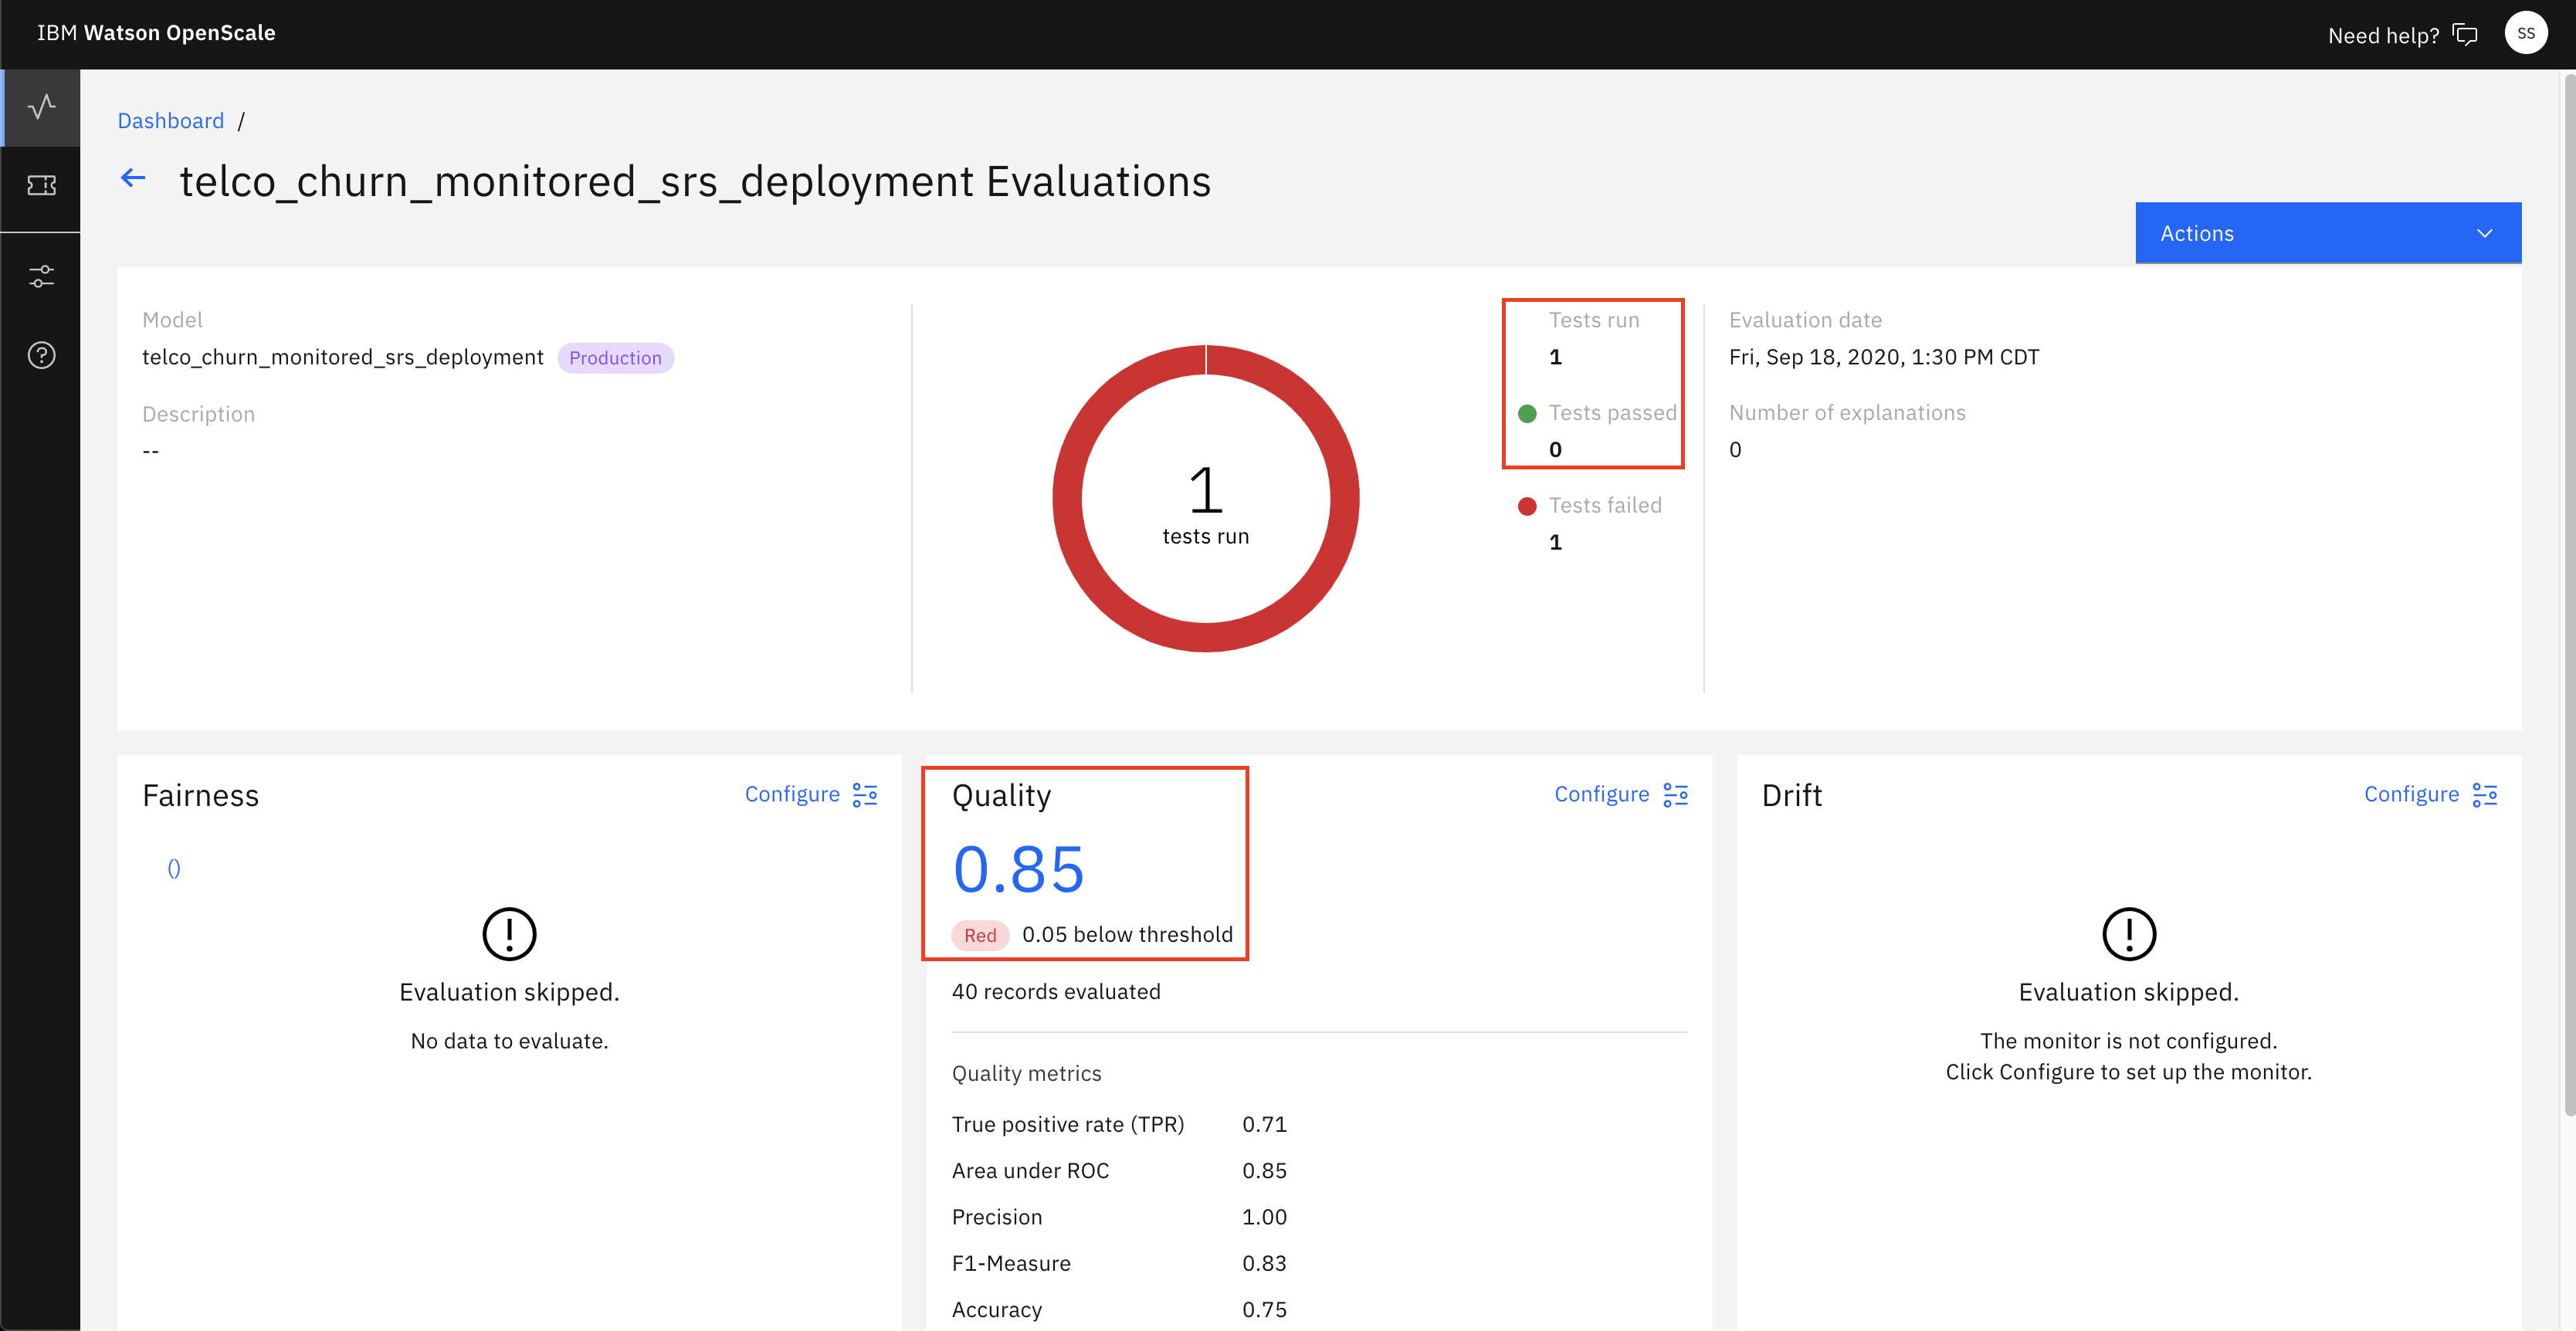 IBM Watson OpenScale
Need help?
SS
Dashboard /
telco_churn_monitored_srs_deployment Evaluations
Actions
Model
telco_churn_monitored_srs_deployment Production
Description
--
1
tests run
Tests run
1
Tests passed
0
Tests failed
1
Evaluation date
Fri, Sep 18, 2020, 1:30 PM CDT
Number of explanations
0
Fairness
Configure
()
Evaluation skipped.
No data to evaluate.
Quality
Configure
0.85
Red 0.05 below threshold
40 records evaluated
Quality metrics
True positive rate (TPR) 0.71
Area under ROC 0.85
Precision 1.00
F1-Measure 0.83
Accuracy 0.75
Drift
Configure
Evaluation skipped.
The monitor is not configured.
Click Configure to set up the monitor.